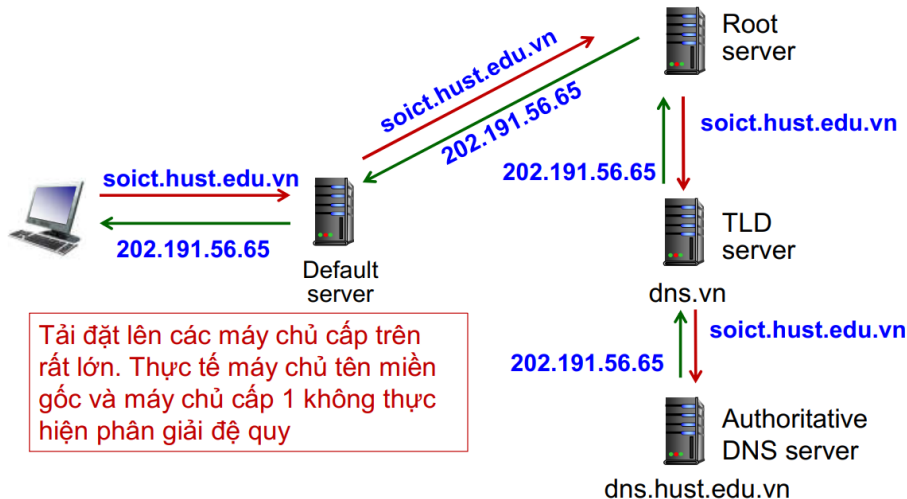 Root
server
soict.hust.edu.vn
202.191.56.65
soict.hust.edu.vn
202.191.56.65
soict.hust.edu.vn
202.191.56.65
Default
server
TLD
server
dns.vn
soict.hust.edu.vn
202.191.56.65
Authoritative
DNS server
dns.hust.edu.vn
Tải đặt lên các máy chủ cấp trên
rất lớn. Thực tế máy chủ tên miền
gốc và máy chủ cấp 1 không thực
hiện phân giải đệ quy